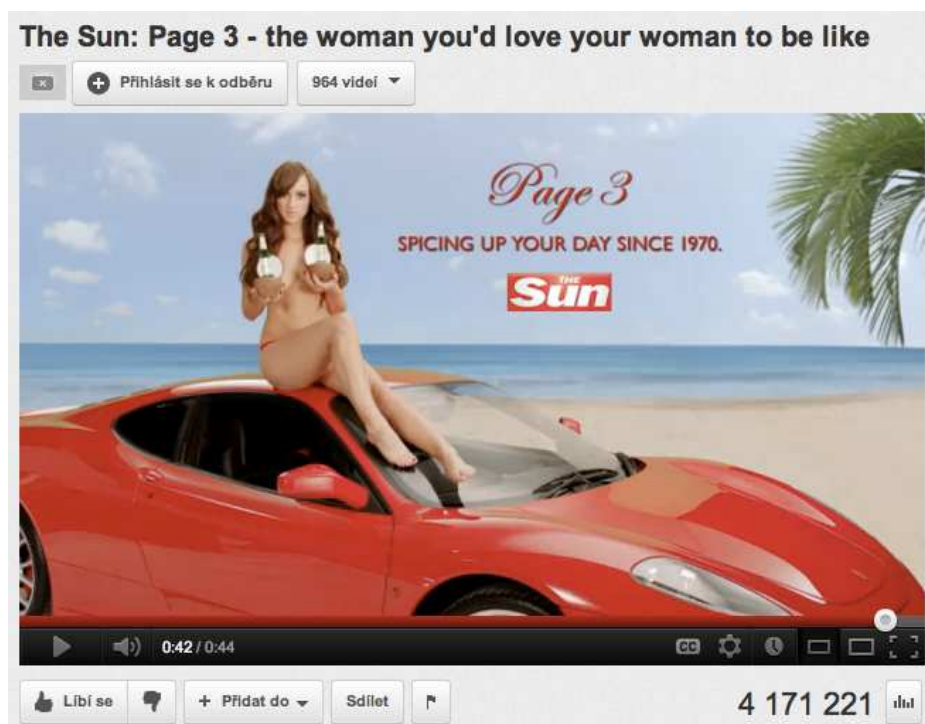 The Sun: Page 3 - the woman you'd love your woman to be like
Přihlásit se k odběru
964 videí
Page 3
SPICING UP YOUR DAY SINCE 1970.
THE
Sun
0:42 / 0:44
CC
Líbí se
+ Přidat do
Sdílet
4 171 221